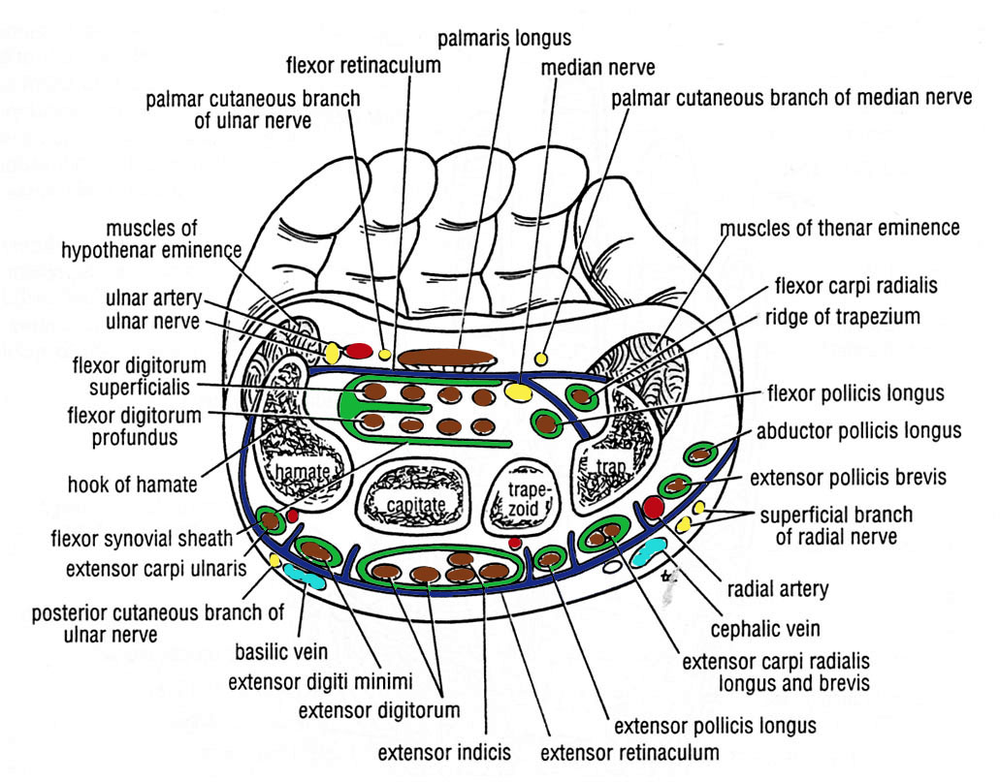 palmaris longus
flexor retinaculum
median nerve
palmar cutaneous branch
of ulnar nerve
palmar cutaneous branch of median nerve
muscles of
hypothenar eminence
muscles of thenar eminence
ulnar artery
ulnar nerve
flexor carpi radialis
ridge of trapezium
flexor digitorum
superficialis
flexor digitorum
profundus
flexor pollicis longus
abductor pollicis longus
hook of hamate
hamate
capitate
trape-
zoid
trap
extensor pollicis brevis
flexor synovial sheath
extensor carpi ulnaris
superficial branch
of radial nerve
posterior cutaneous branch of
ulnar nerve
radial artery
cephalic vein
basilic vein
extensor digiti minimi
extensor digitorum
extensor carpi radialis
longus and brevis
extensor pollicis longus
extensor indicis
extensor retinaculum